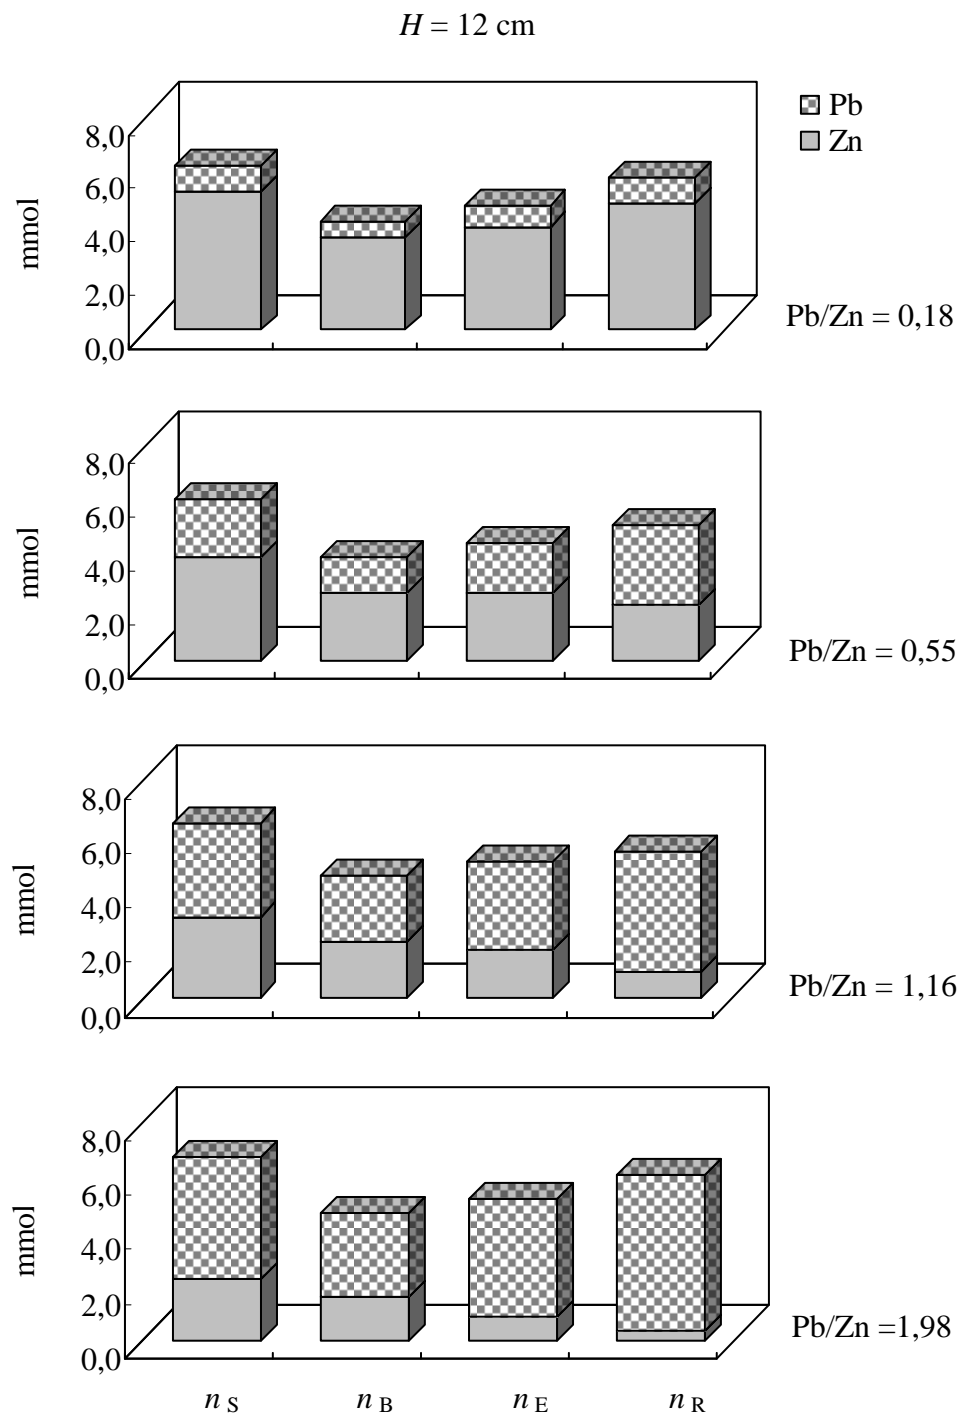 H = 12 cm
Pb
Zn
mmol
8,0
6,0
4,0
2,0
0,0
Pb/Zn = 0,18
mmol
8,0
6,0
4,0
2,0
0,0
Pb/Zn = 0,55
mmol
8,0
6,0
4,0
2,0
0,0
Pb/Zn = 1,16
mmol
8,0
6,0
4,0
2,0
0,0
Pb/Zn =1,98
n S n B n E n R